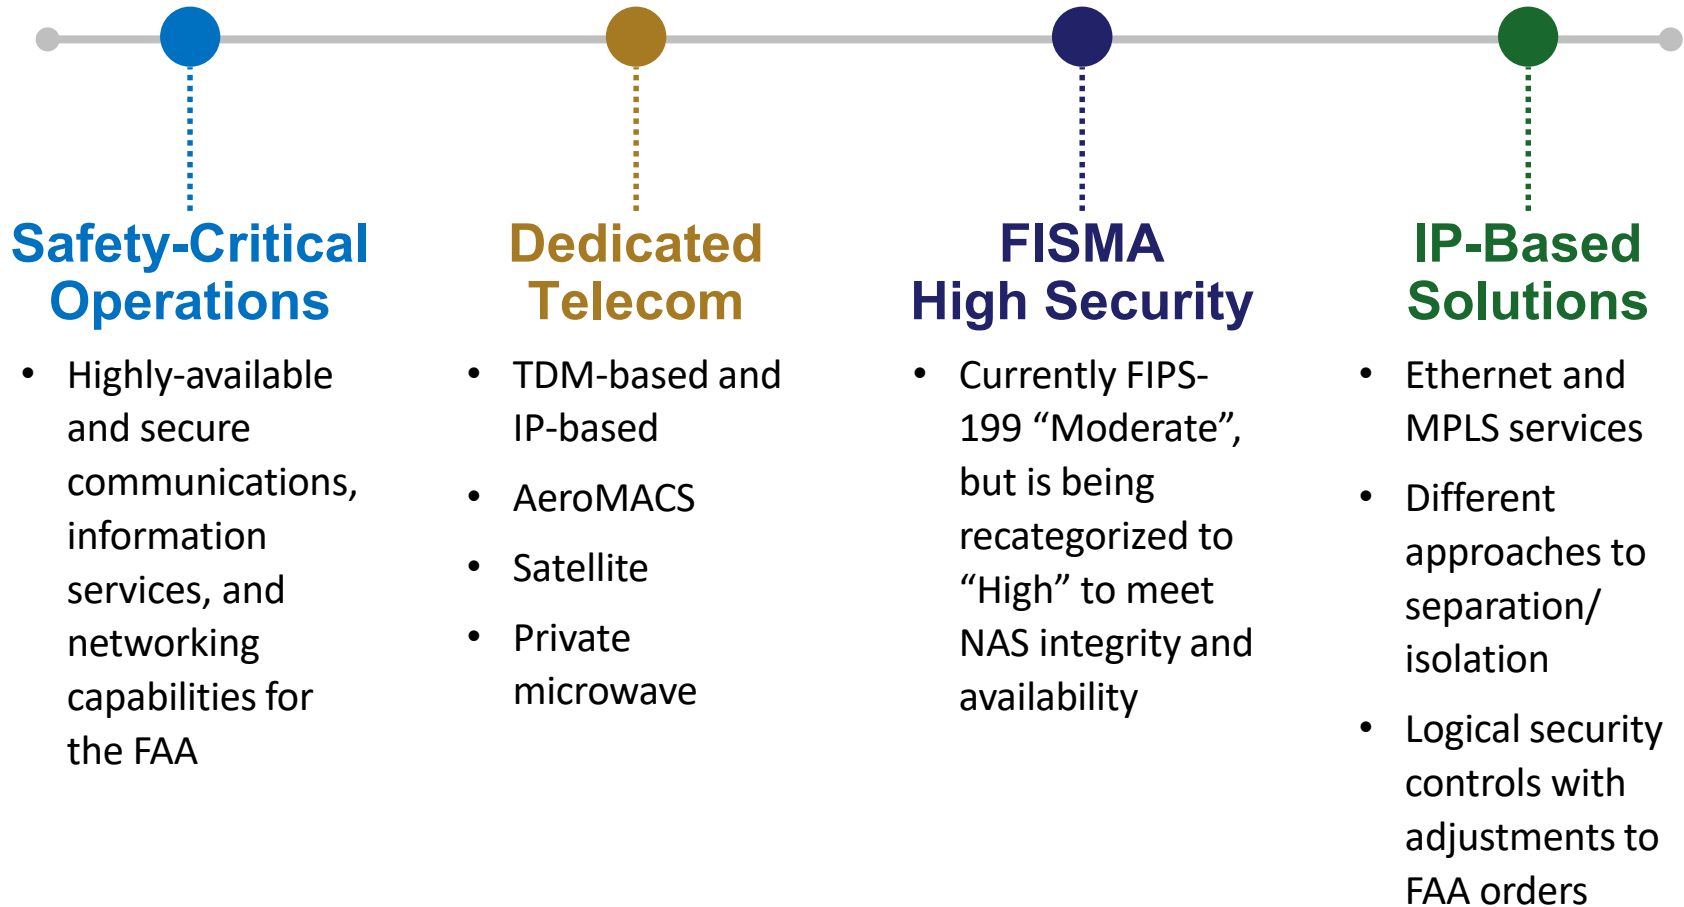 Safety-Critical
Operations
• Highly-available
and secure
communications,
information
services, and
networking
capabilities for
the FAA
Dedicated
Telecom
• TDM-based and
IP-based
• AeroMACS
• Satellite
• Private
microwave
FISMA
High Security
• Currently FIPS-
199 “Moderate”,
but is being
recategorized to
“High” to meet
NAS integrity and
availability
IP-Based
Solutions
• Ethernet and
MPLS services
• Different
approaches to
separation/
isolation
• Logical security
controls with
adjustments to
FAA orders